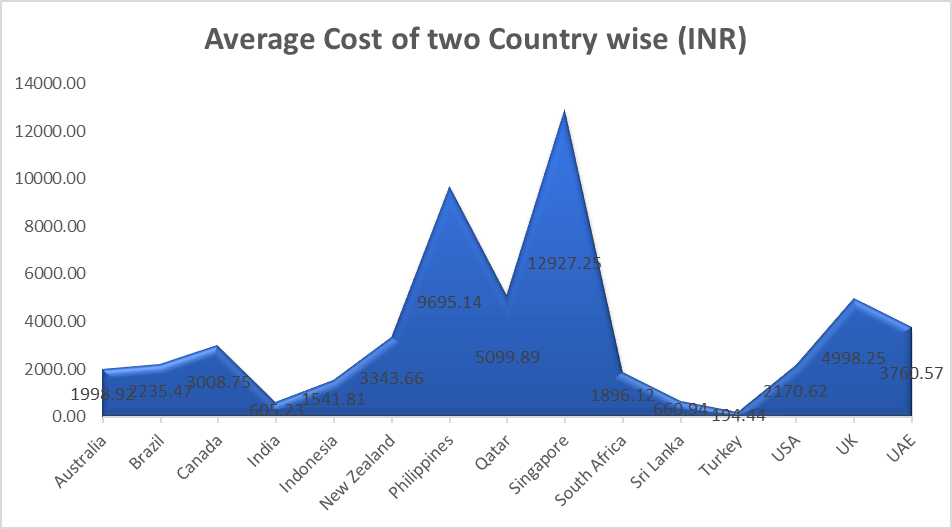 Average Cost of two Country wise (INR)
14000.00
12000.00
10000.00
8000.00
6000.00
4000.00
2000.00
0.00
1998.92
2235.47
3008.75
605.23
1541.81
3343.66
9695.14
5099.89
12927.25
1896.12
660.94
194.44
2170.62
4998.25
3760.57
Australia
Brazil
Canada
India
Indonesia
New Zealand
Philippines
Qatar
Singapore
South Africa
Sri Lanka
Turkey
USA
UK
UAE